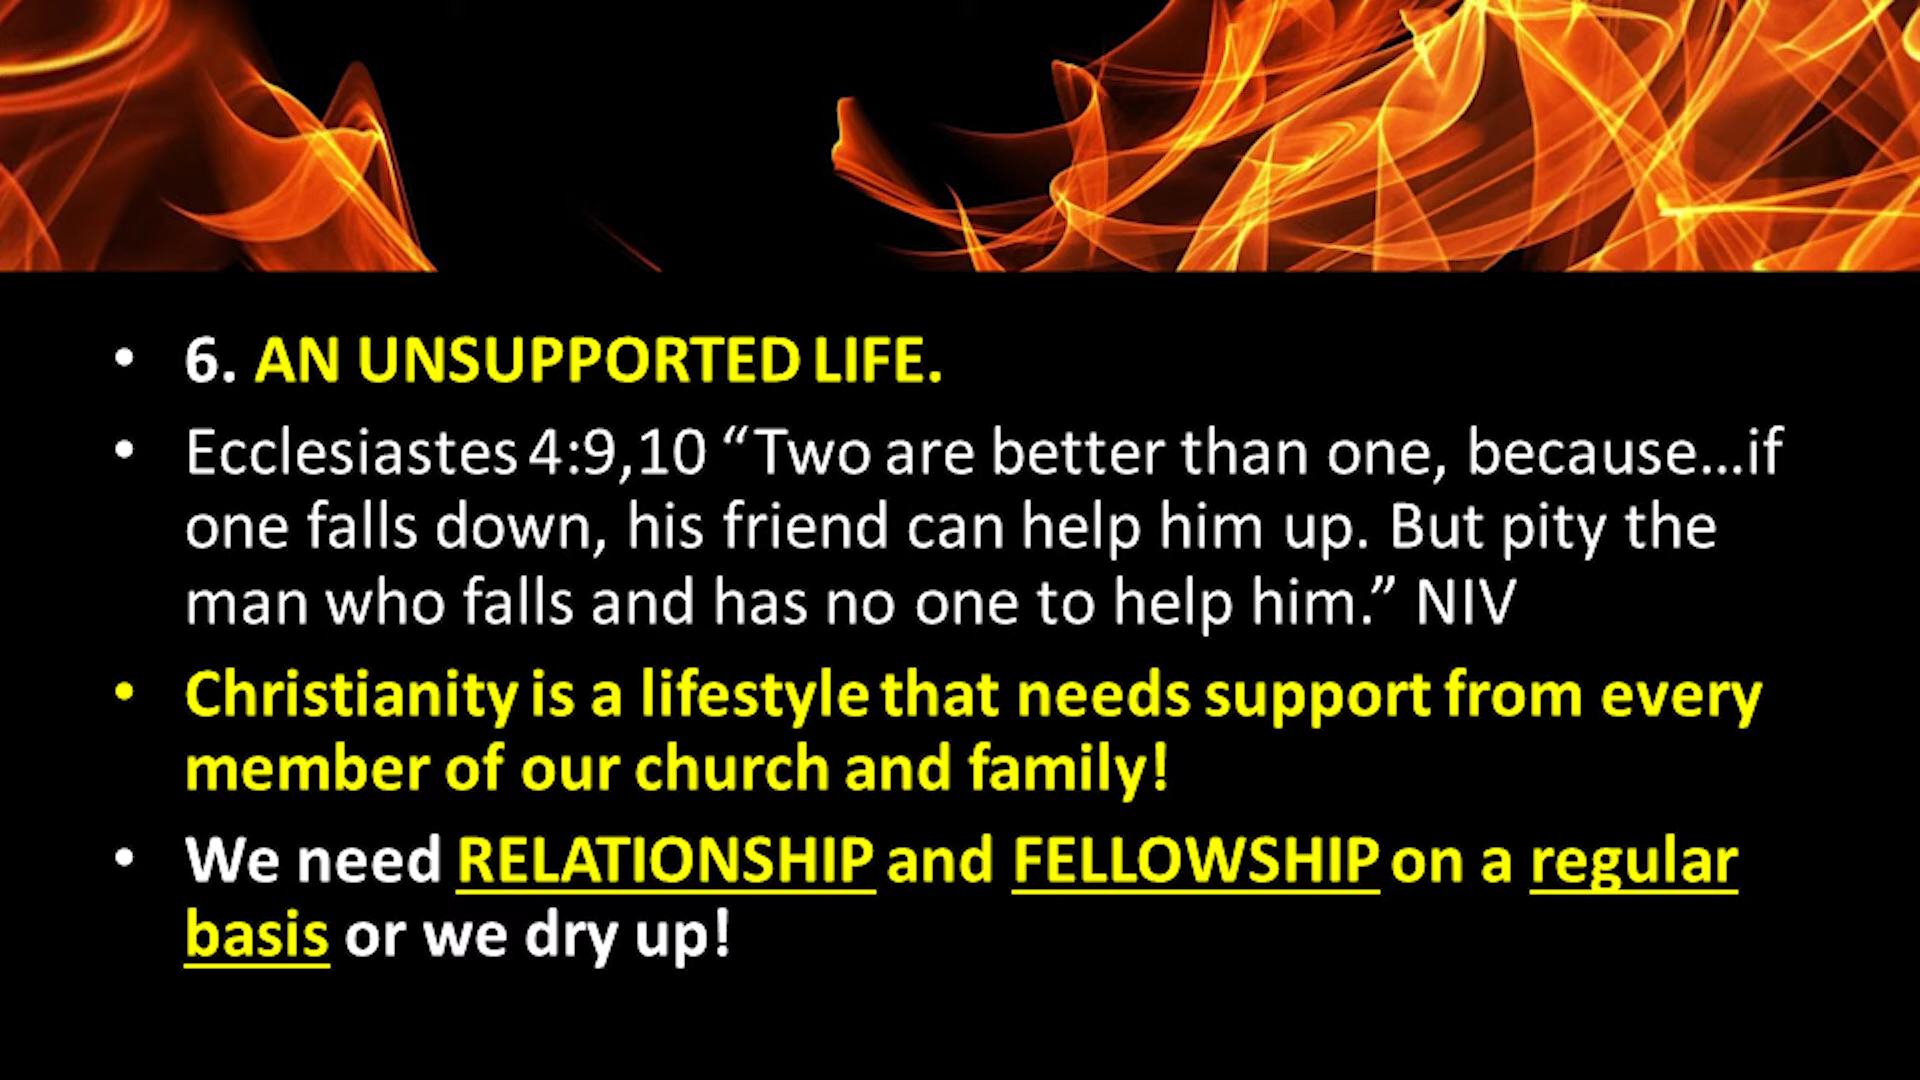 • 6. AN UNSUPPORTED LIFE.
• Ecclesiastes 4:9,10 “Two are better than one, because…if
one falls down, his friend can help him up. But pity the
man who falls and has no one to help him.” NIV
• Christianity is a lifestyle that needs support from every
member of our church and family!
• We need RELATIONSHIP and FELLOWSHIP on a regular
basis or we dry up!